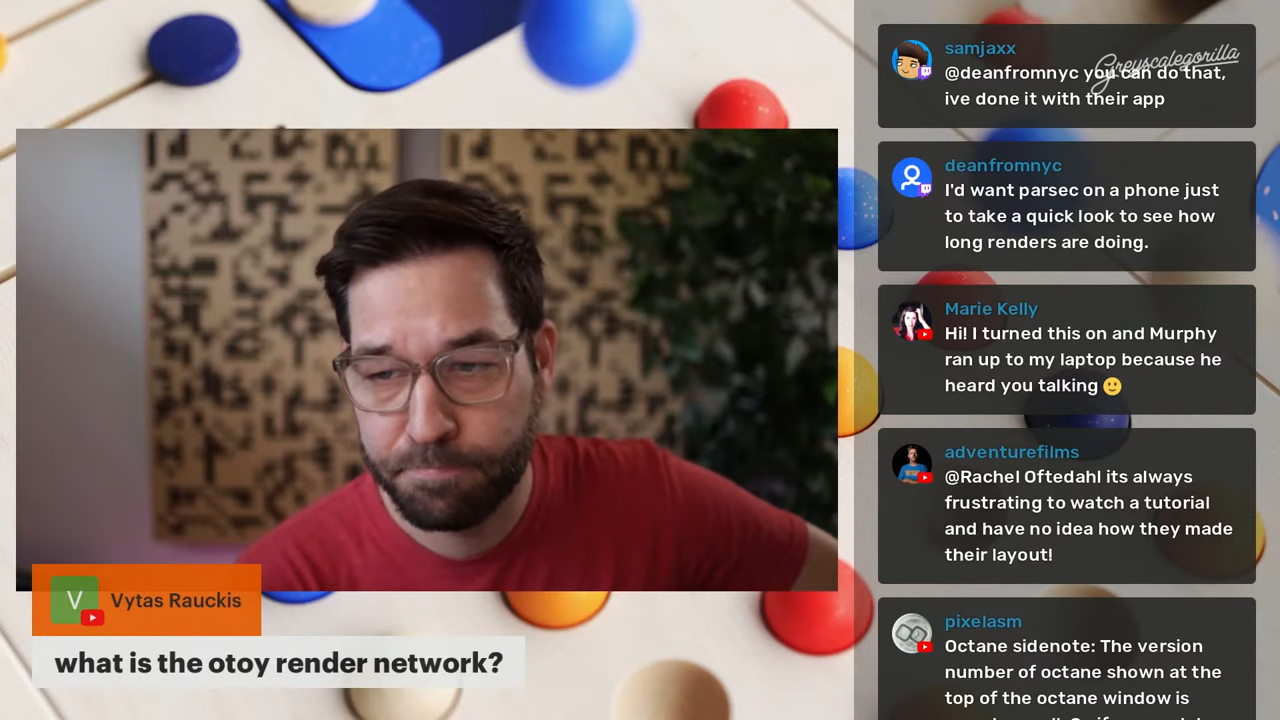 samjaxx
Greyscalegorilla
@deanfromnyc you can do that,
ive done it with their app
deanfromnyc
I'd want parsec on a phone just
to take a quick look to see how
long renders are doing.
Marie Kelly
Hi! I turned this on and Murphy
ran up to my laptop because he
heard you talking 🙂
adventurefilms
@Rachel Oftedahl its always
frustrating to watch a tutorial
and have no idea how they made
their layout!
pixelasm
Octane sidenote: The version
number of octane shown at the
top of the octane window is
V
Vytas Rauckis
what is the otoy render network?